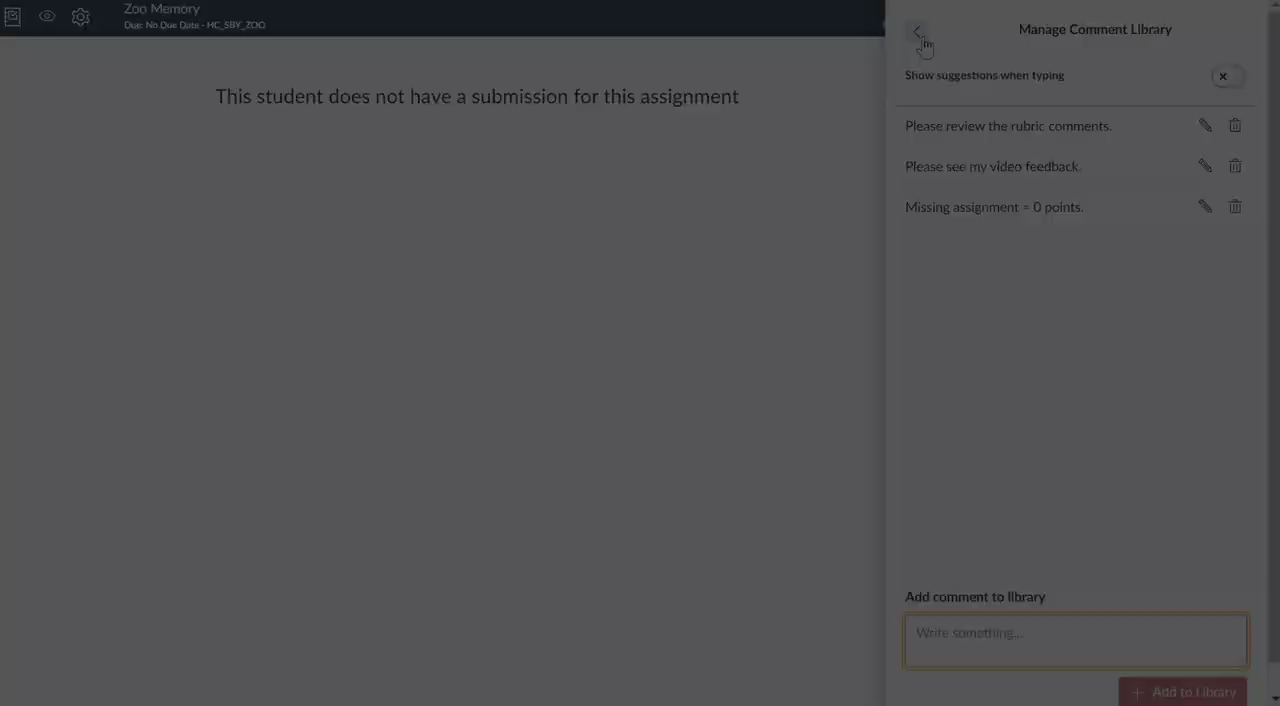 Zoo Memory
Due: No Due Date - HC_SBY_ZOO
This student does not have a submission for this assignment
Manage Comment Library
Show suggestions when typing
Please review the rubric comments.
Please see my video feedback.
Missing assignment = 0 points.
Add comment to library
Write something...
+ Add to Library